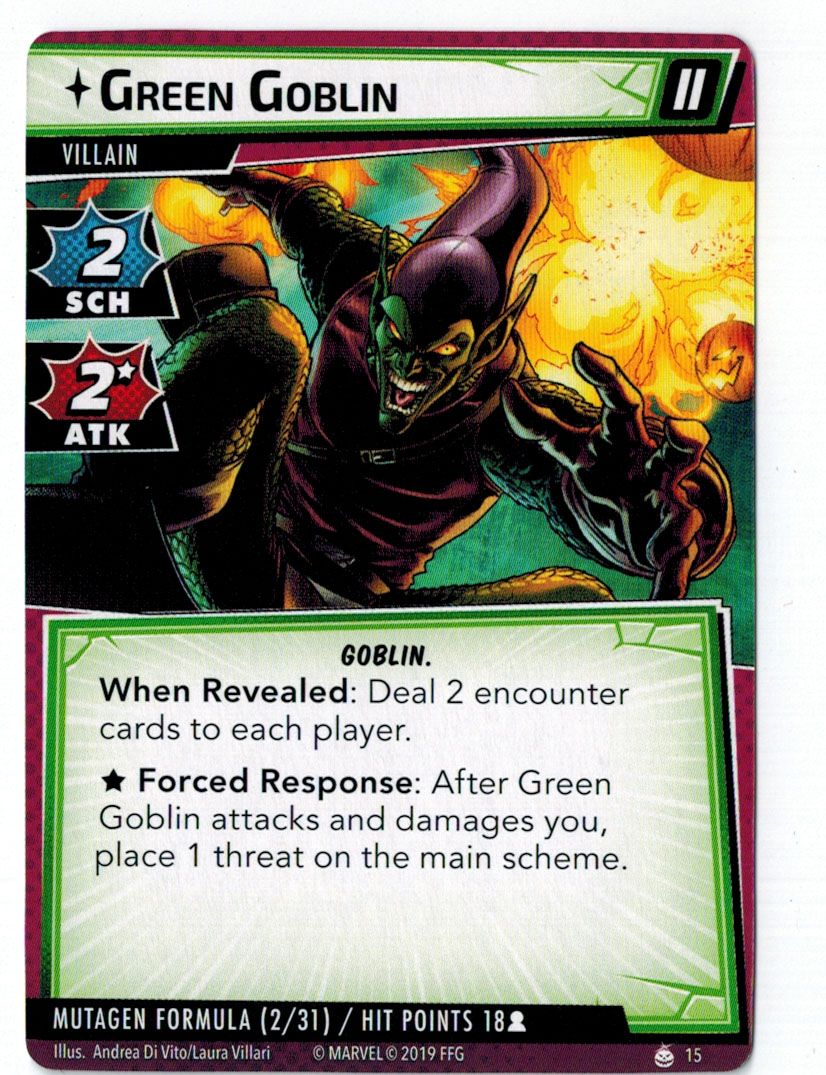 GREEN GOBLIN
II
VILLAIN
2
SCH
2
ATK
GOBLIN.
When Revealed: Deal 2 encounter
cards to each player.
★ Forced Response: After Green
Goblin attacks and damages you,
place 1 threat on the main scheme.
MUTAGEN FORMULA (2/31) / HIT POINTS 18
Illus. Andrea Di Vito/Laura Villari © MARVEL © 2019 FFG 15